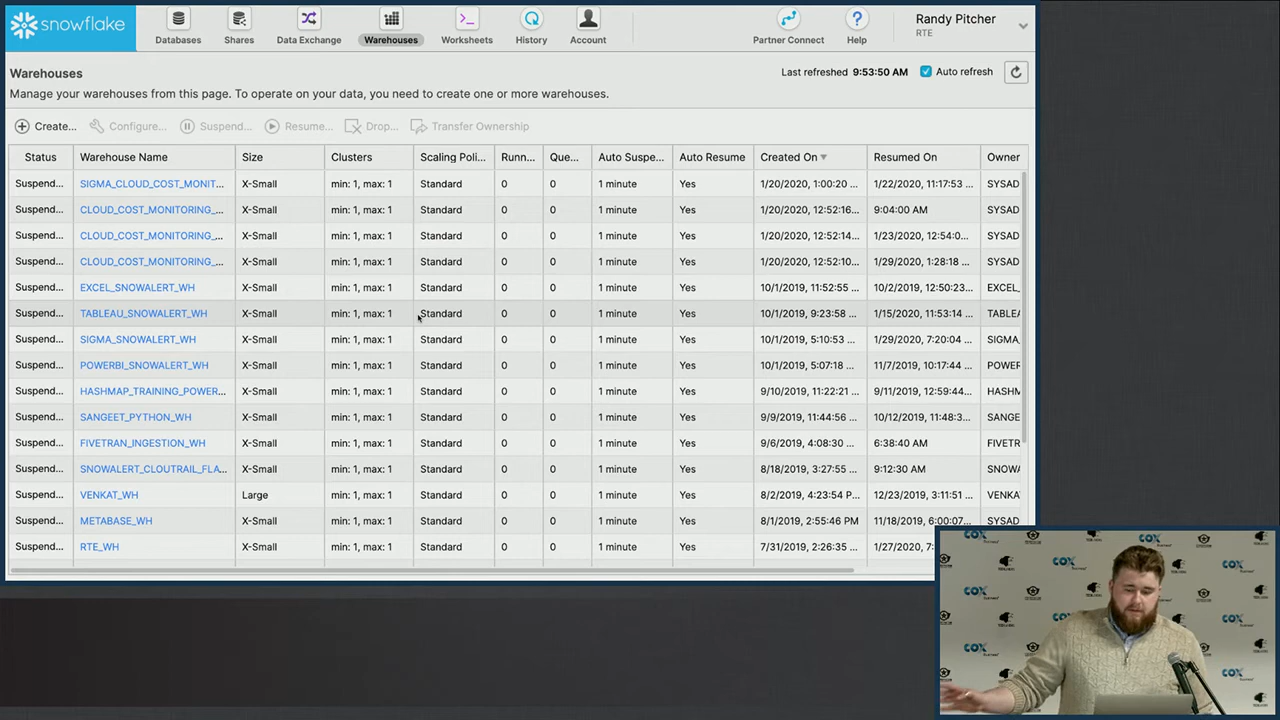 snowflake
Databases Shares Data Exchange Warehouses Worksheets History Account Partner Connect Help Randy Pitcher
RTE
Warehouses Last refreshed 9:53:50 AM Auto refresh
Manage your warehouses from this page. To operate on your data, you need to create one or more warehouses.
Create... Configure... Suspend... Resume... Drop... Transfer Ownership
Status Warehouse Name Size Clusters Scaling Poli... Runn... Que... Auto Suspe... Auto Resume Created On Resumed On Owner
Suspend... SIGMA_CLOUD_COST_MONIT... X-Small min: 1, max: 1 Standard 0 0 1 minute Yes 1/20/2020, 1:00:20 ... 1/22/2020, 11:17:53 ... SYSAD
Suspend... CLOUD_COST_MONITORING_... X-Small min: 1, max: 1 Standard 0 0 1 minute Yes 1/20/2020, 12:52:16... 9:04:00 AM SYSAD
Suspend... CLOUD_COST_MONITORING_... X-Small min: 1, max: 1 Standard 0 0 1 minute Yes 1/20/2020, 12:52:14... 1/23/2020, 12:54:0... SYSAD
Suspend... CLOUD_COST_MONITORING_... X-Small min: 1, max: 1 Standard 0 0 1 minute Yes 1/20/2020, 12:52:10... 1/29/2020, 1:28:18 ... SYSAD
Suspend... EXCEL_SNOWALERT_WH X-Small min: 1, max: 1 Standard 0 0 1 minute Yes 10/1/2019, 11:52:55 ... 10/2/2019, 12:50:23... EXCEL_
Suspend... TABLEAU_SNOWALERT_WH X-Small min: 1, max: 1 Standard 0 0 1 minute Yes 10/1/2019, 9:23:58 ... 1/15/2020, 11:53:14 ... TABLEA
Suspend... SIGMA_SNOWALERT_WH X-Small min: 1, max: 1 Standard 0 0 1 minute Yes 10/1/2019, 5:10:53 ... 1/29/2020, 7:20:04 ... SIGMA_
Suspend... POWERBI_SNOWALERT_WH X-Small min: 1, max: 1 Standard 0 0 1 minute Yes 10/1/2019, 5:07:18 ... 11/7/2019, 10:17:44 ... POWER
Suspend... HASHMAP_TRAINING_POWER... X-Small min: 1, max: 1 Standard 0 0 1 minute Yes 9/10/2019, 11:22:21 ... 9/11/2019, 12:59:44... HASHM
Suspend... SANGEET_PYTHON_WH X-Small min: 1, max: 1 Standard 0 0 1 minute Yes 9/9/2019, 11:44:56 ... 10/12/2019, 11:48:3... SANGE
Suspend... FIVETRAN_INGESTION_WH X-Small min: 1, max: 1 Standard 0 0 1 minute Yes 9/6/2019, 4:08:30 ... 6:38:40 AM FIVETR
Suspend... SNOWALERT_CLOUTRAIL_FLA... X-Small min: 1, max: 1 Standard 0 0 1 minute Yes 8/18/2019, 3:27:55 ... 9:12:30 AM SNOWA
Suspend... VENKAT_WH Large min: 1, max: 1 Standard 0 0 1 minute Yes 8/2/2019, 4:23:54 P... 12/23/2019, 3:11:51 ... VENKA
Suspend... METABASE_WH X-Small min: 1, max: 1 Standard 0 0 1 minute Yes 8/1/2019, 2:55:46 PM 11/18/2019, 6:00:07... SYSAD
Suspend... RTE_WH X-Small min: 1, max: 1 Standard 0 0 1 minute Yes 7/31/2019, 2:26:35 ... 1/27/2020, 7:
COX
COX
COX
COX
COX
COX